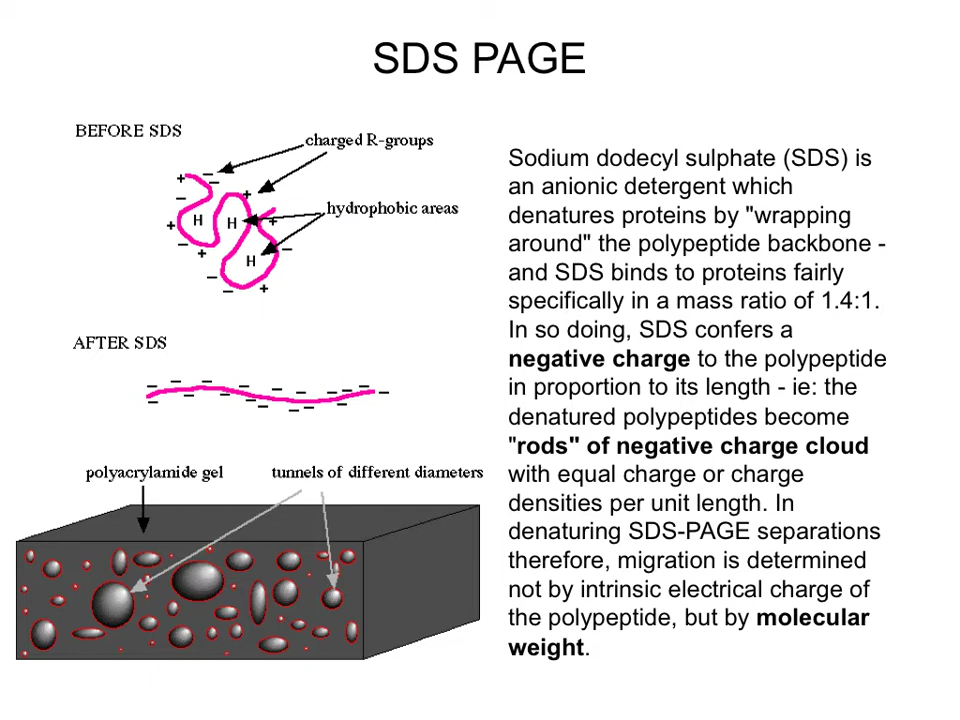 SDS PAGE
BEFORE SDS
charged R-groups
hydrophobic areas
+ − − − + H H + + − + H − − − +
AFTER SDS
− − − − − − − − − − − − − − − − −
polyacrylamide gel
tunnels of different diameters
Sodium dodecyl sulphate (SDS) is
an anionic detergent which
denatures proteins by "wrapping
around" the polypeptide backbone -
and SDS binds to proteins fairly
specifically in a mass ratio of 1.4:1.
In so doing, SDS confers a
negative charge to the polypeptide
in proportion to its length - ie: the
denatured polypeptides become
"rods" of negative charge cloud
with equal charge or charge
densities per unit length. In
denaturing SDS-PAGE separations
therefore, migration is determined
not by intrinsic electrical charge of
the polypeptide, but by molecular
weight.